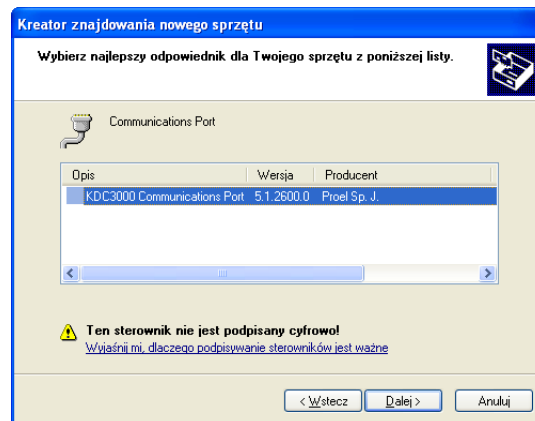 Kreator znajdowania nowego sprzętu
Wybierz najlepszy odpowiednik dla Twojego sprzętu z poniższej listy.
Communications Port
Opis Wersja Producent
KDC3000 Communications Port 5.1.2600.0 Proel Sp. J.
Ten sterownik nie jest podpisany cyfrowo!
Wyjaśnij mi, dlaczego podpisywanie sterowników jest ważne
< Wstecz Dalej > Anuluj